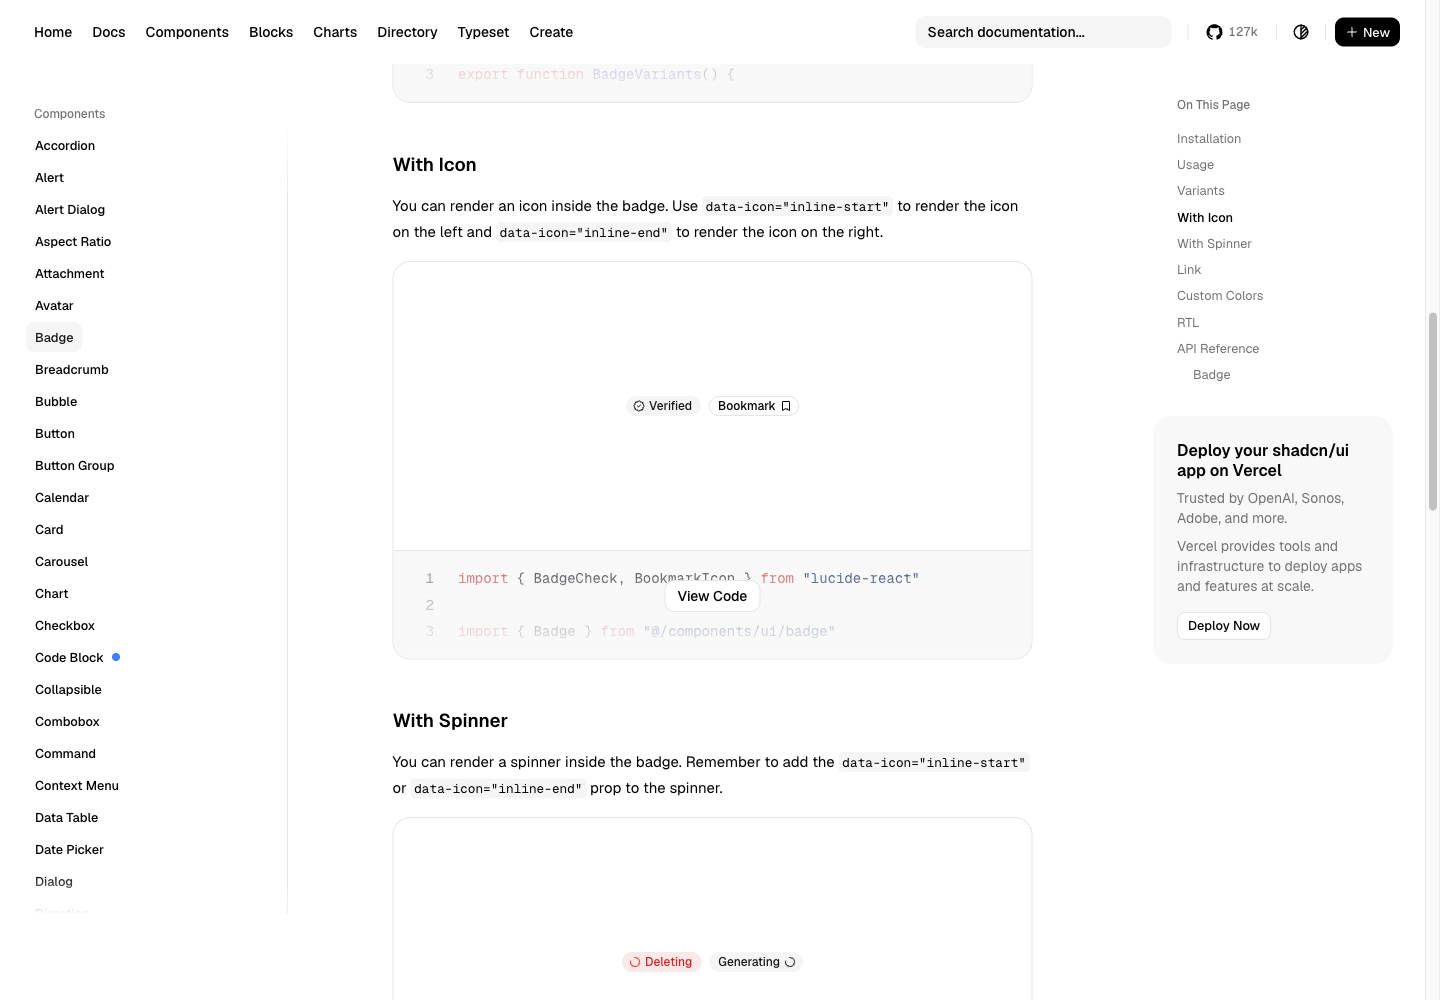 Home Docs Components Blocks Charts Directory Typeset Create
Search documentation...
127k
New
Components
Accordion
Alert
Alert Dialog
Aspect Ratio
Attachment
Avatar
Badge
Breadcrumb
Bubble
Button
Button Group
Calendar
Card
Carousel
Chart
Checkbox
Code Block
Collapsible
Combobox
Command
Context Menu
Data Table
Date Picker
Dialog
3 export function BadgeVariants() {
With Icon
You can render an icon inside the badge. Use data-icon="inline-start" to render the icon
on the left and data-icon="inline-end" to render the icon on the right.
Verified
Bookmark
1 import { BadgeCheck, BookmarkIcon } from "lucide-react"
View Code
2
3 import { Badge } from "@/components/ui/badge"
With Spinner
You can render a spinner inside the badge. Remember to add the data-icon="inline-start"
or data-icon="inline-end" prop to the spinner.
Deleting
Generating
On This Page
Installation
Usage
Variants
With Icon
With Spinner
Link
Custom Colors
RTL
API Reference
Badge
Deploy your shadcn/ui
app on Vercel
Trusted by OpenAI, Sonos,
Adobe, and more.
Vercel provides tools and
infrastructure to deploy apps
and features at scale.
Deploy Now